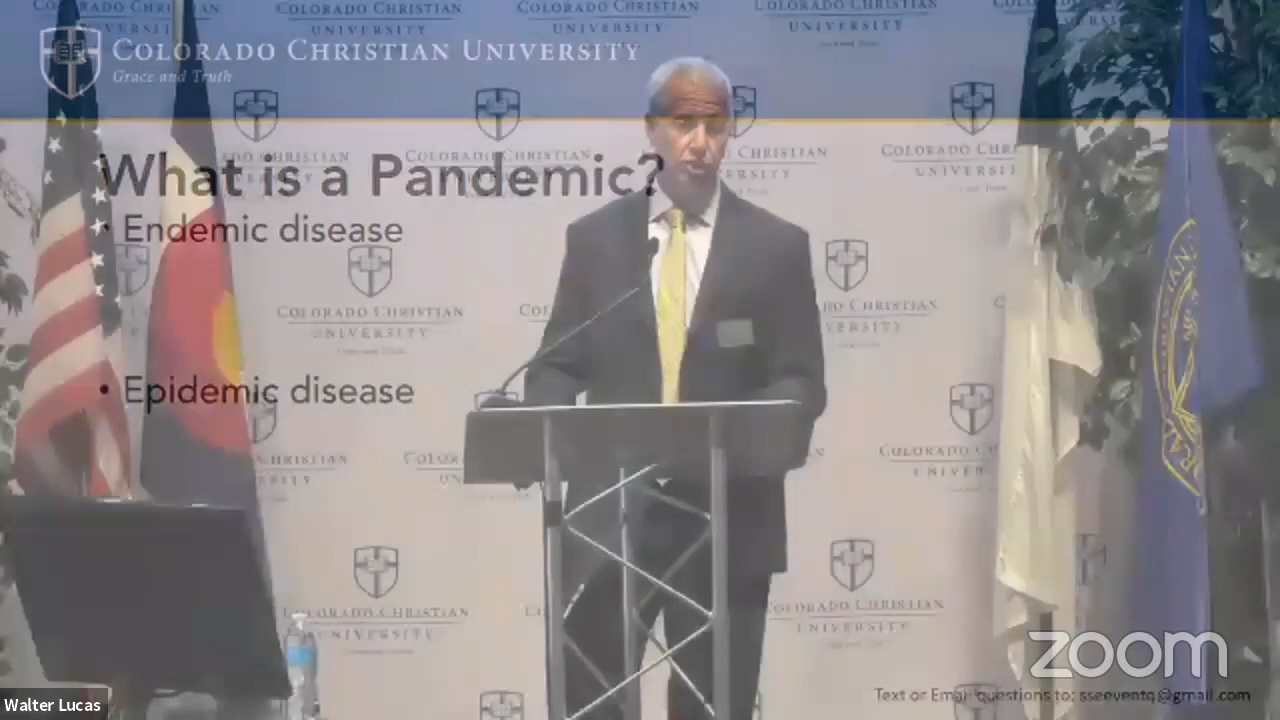 COLORADO CHRISTIAN UNIVERSITY
Grace and Truth
What is a Pandemic?
• Endemic disease
• Epidemic disease
COLORADO CHRISTIAN
UNIVERSITY
zoom
Text or Email questions to: sseventq@gmail.com
Walter Lucas